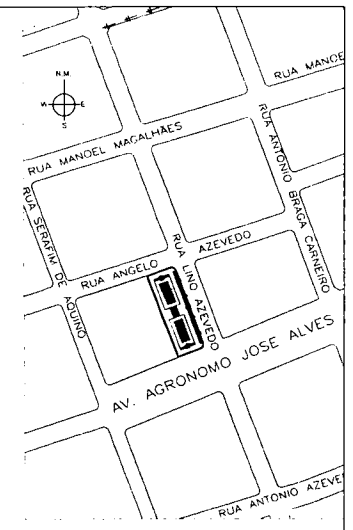 N.M.
E
S
RUA MANOE
RUA MANOEL MAGALHÃES
RUA ANTONIO BRAGA CARNEIRO
RUA SERAFIM DE AQUINO
RUA LINO AZEVEDO
RUA ANGELO AZEVEDO
AV. AGRONOMO JOSE ALVES
RUA ANTONIO AZEVE